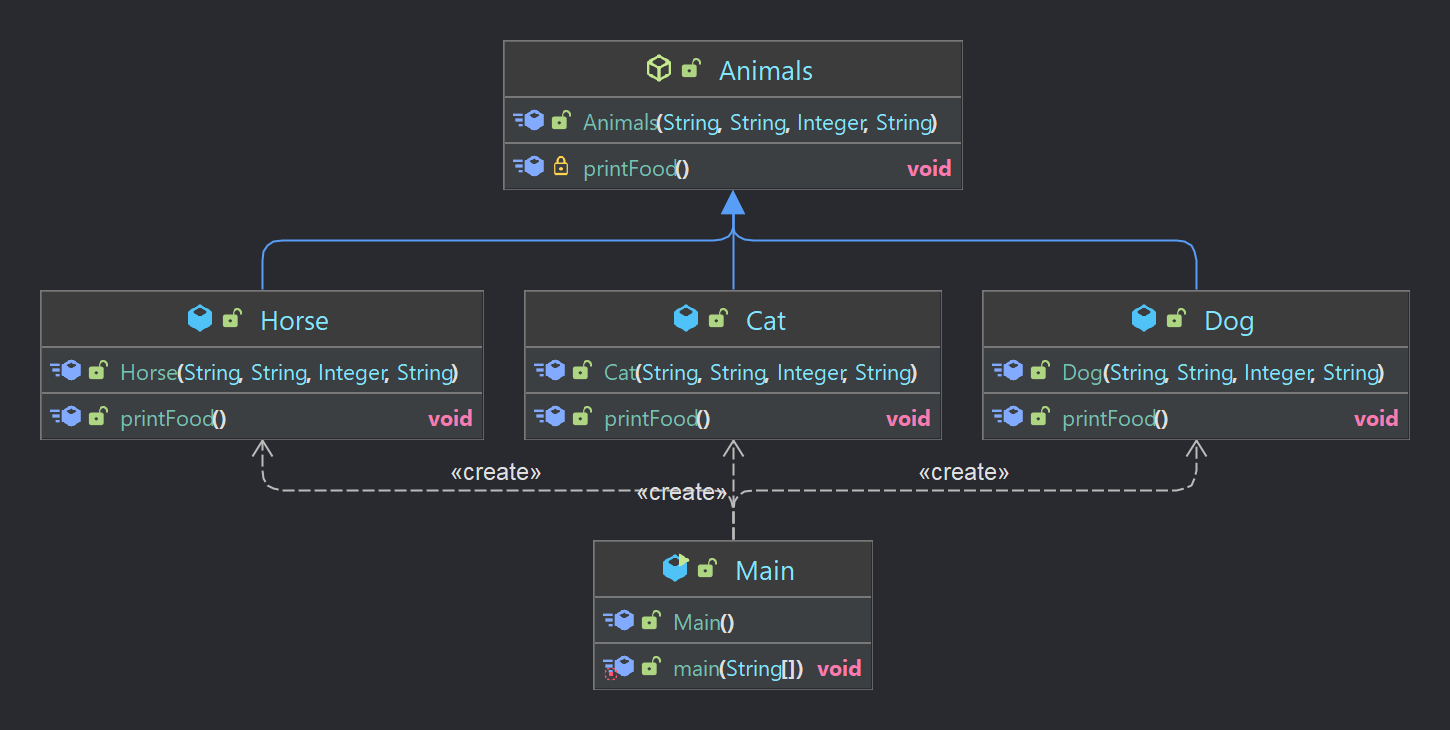 Animals
Animals(String, String, Integer, String)
printFood() void
Horse
Horse(String, String, Integer, String)
printFood() void
Cat
Cat(String, String, Integer, String)
printFood() void
Dog
Dog(String, String, Integer, String)
printFood() void
«create»
«create»
«create»
Main
Main()
main(String[]) void